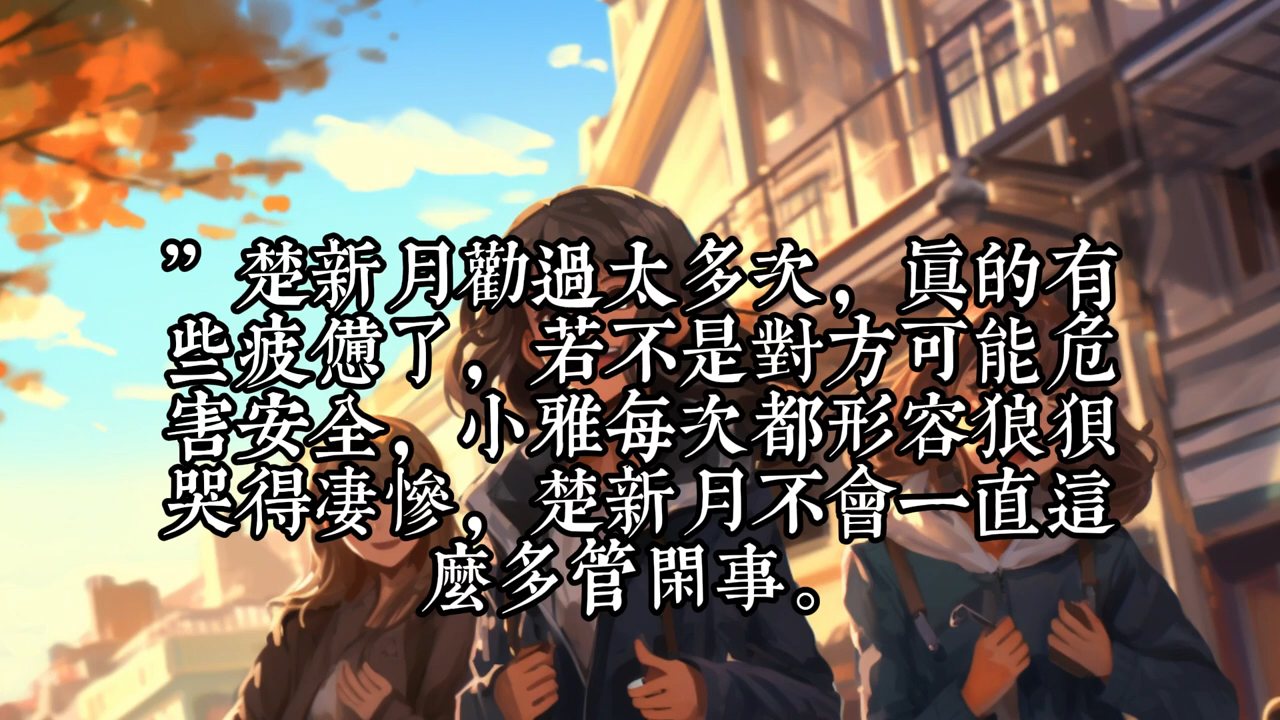 ”楚新月勸過太多次，眞的有
些疲憊了，若不是對方可能危
害安全，小雅每次都形容狼狽
哭得凄慘，楚新月不會一直這
麼多管閑事。